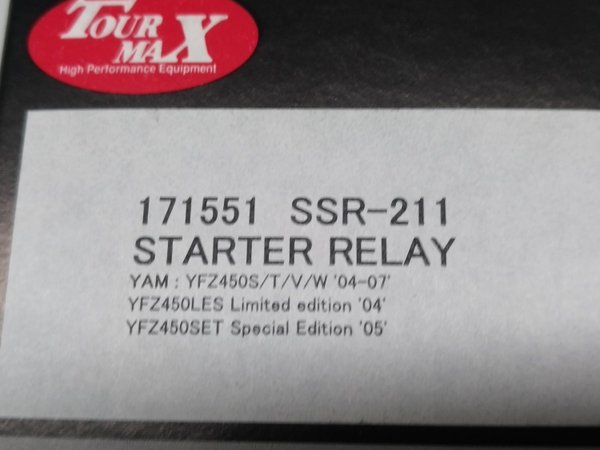 TOUR
MAX
High Performance Equipment
171551 SSR-211
STARTER RELAY
YAM : YFZ450S/T/V/W '04-07'
YFZ450LES Limited edition '04'
YFZ450SET Special Edition '05'